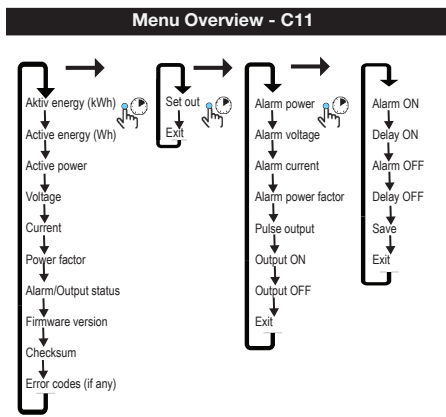 Menu Overview - C11
Aktiv energy (kWh)
Active energy (Wh)
Active power
Voltage
Current
Power factor
Alarm/Output status
Firmware version
Checksum
Error codes (if any)
Set out
Exit
Alarm power
Alarm voltage
Alarm current
Alarm power factor
Pulse output
Output ON
Output OFF
Exit
Alarm ON
Delay ON
Alarm OFF
Delay OFF
Save
Exit